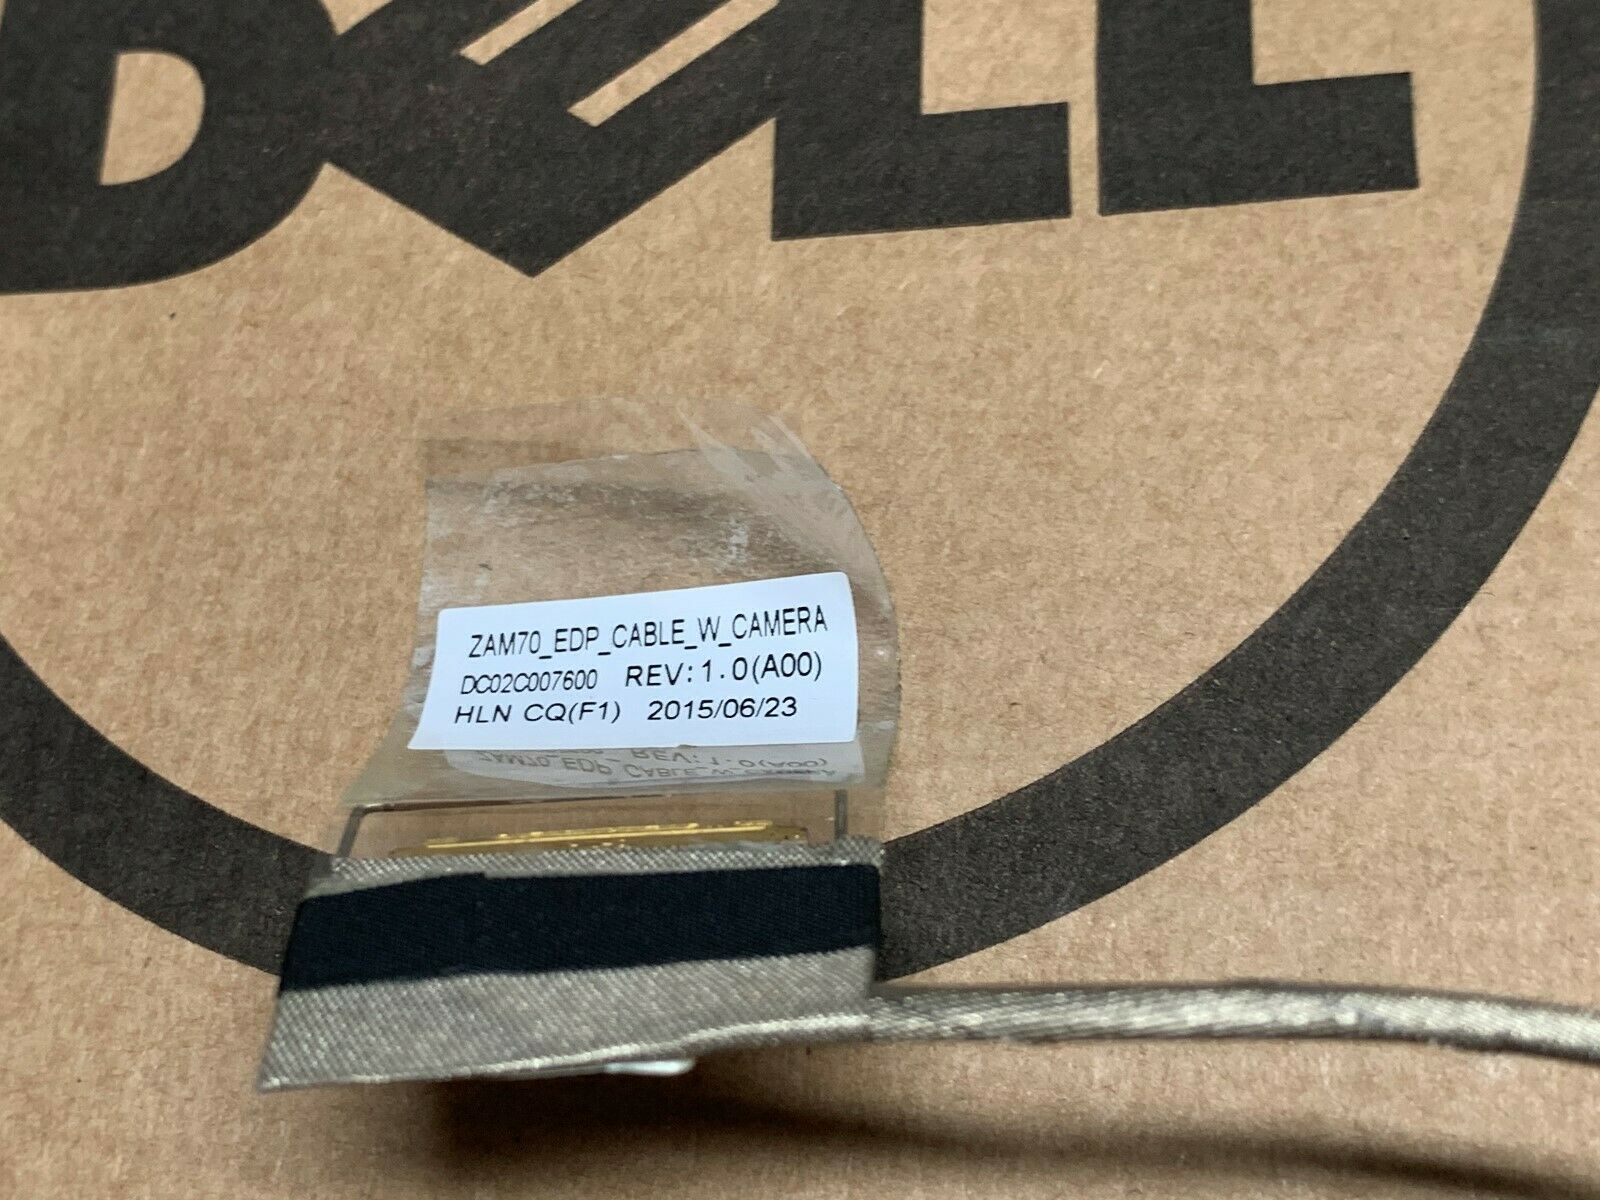 DELL
ZAM70_EDP_CABLE_W_CAMERA
DC02C007600 REV:1.0(A00)
HLN CQ(F1) 2015/06/23